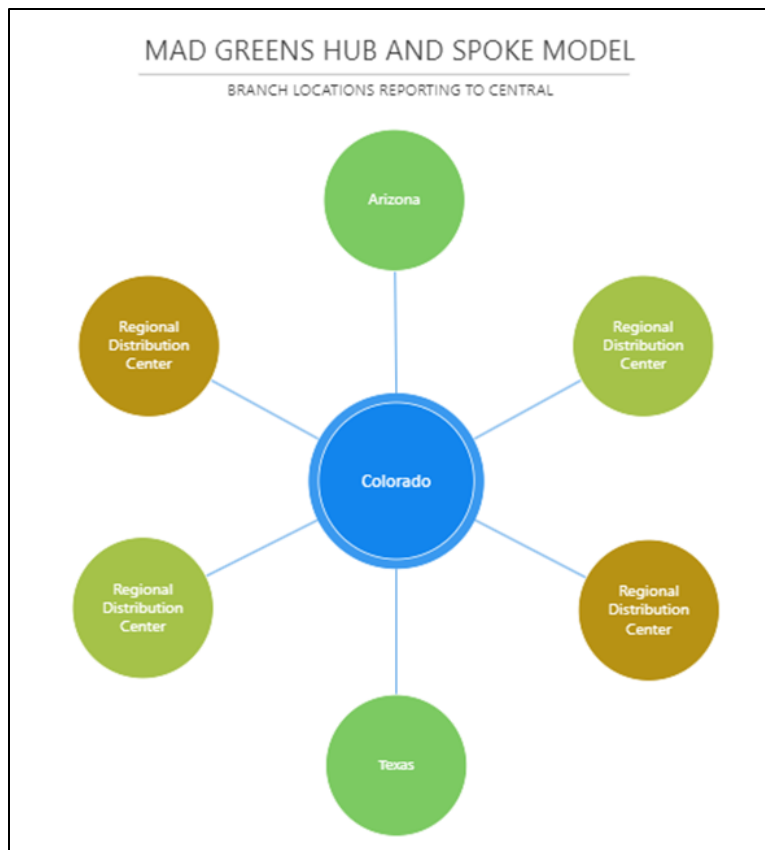 MAD GREENS HUB AND SPOKE MODEL
BRANCH LOCATIONS REPORTING TO CENTRAL
Arizona
Regional
Distribution
Center
Regional
Distribution
Center
Colorado
Regional
Distribution
Center
Regional
Distribution
Center
Texas